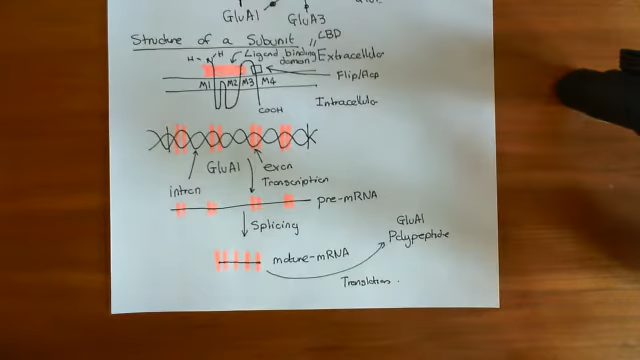 GluA1
GluA3
Structure of a Subunit
LBD
Ligand binding domain
Extracellular
Flip/flop
M1 M2 M3 M4
COOH
Intracellular
GluA1
exon
intron
Transcription
pre-mRNA
Splicing
mature-mRNA
GluA1
Polypeptide
Translation.